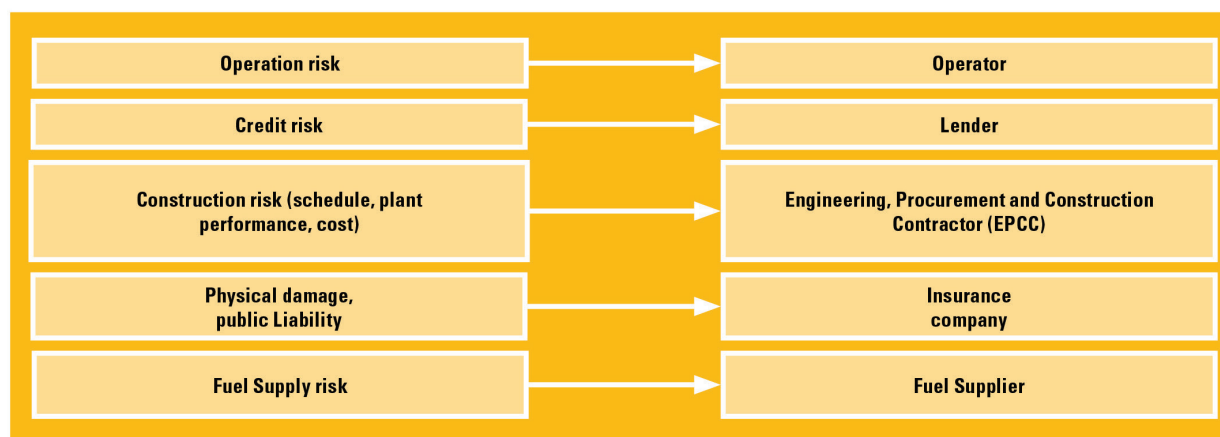 Operation risk
Operator
Credit risk
Lender
Construction risk (schedule, plant
performance, cost)
Engineering, Procurement and Construction
Contractor (EPCC)
Physical damage,
public Liability
Insurance
company
Fuel Supply risk
Fuel Supplier